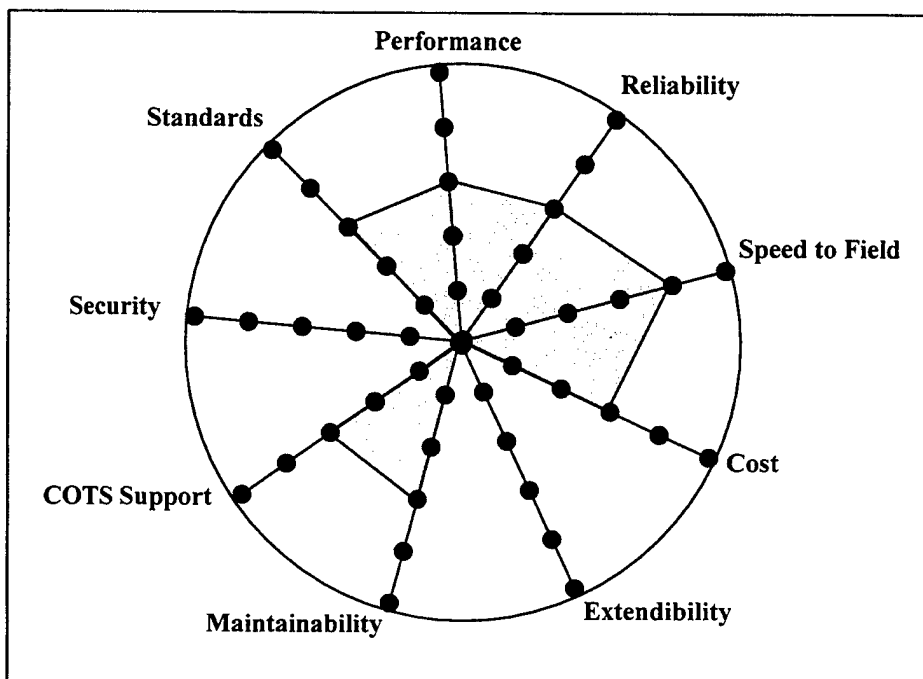 Performance
Reliability
Standards
Speed to Field
Security
Cost
COTS Support
Extendibility
Maintainability